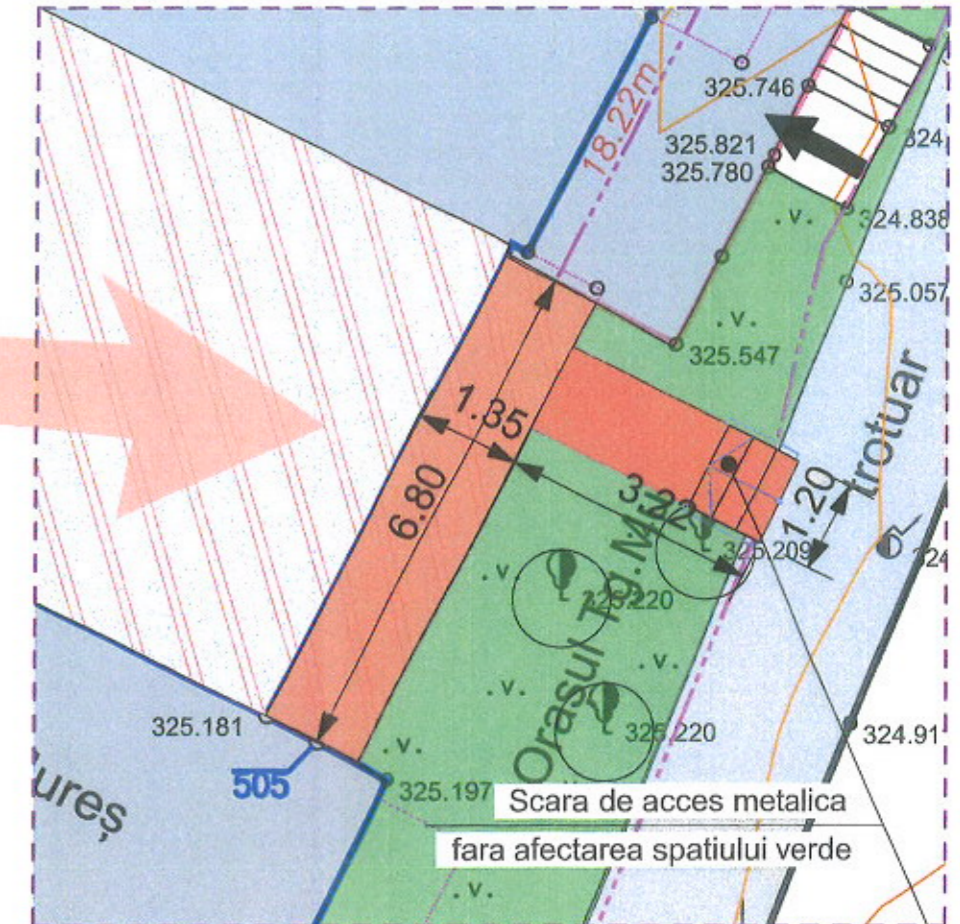 18.22m
325.746
325.821
325.780
324
324.838
325.057
325.547
trotuar
1.35
6.80
3.22
1.20
325.209
325.220
Orasul Tg.Mu
324.91
325.220
325.181
505
325.197
ureș
Scara de acces metalica
fara afectarea spatiului verde
.v.
.v.
.v.
.v.
.v.
.v.
.v.